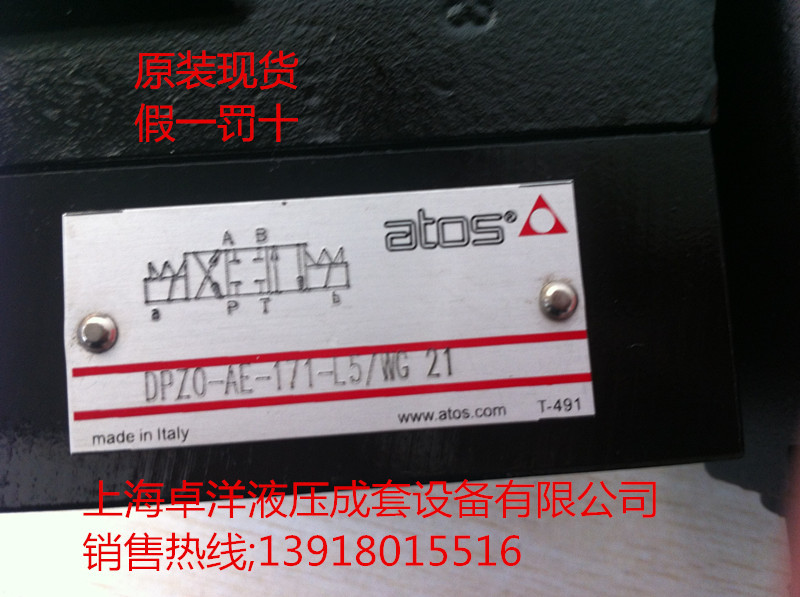 原装现货
假一罚十
atos®
A B
a P T b
DPZO-AE-171-L5/WG 21
made in Italy www.atos.com T-491
上海卓洋液压成套设备有限公司
销售热线;13918015516